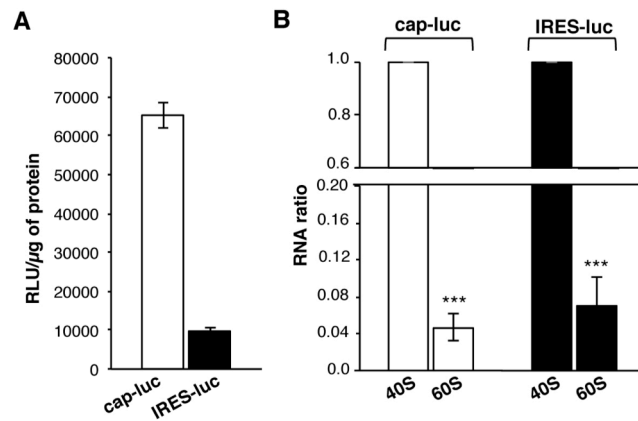 A
RLU/µg of protein
80000
70000
60000
50000
40000
30000
20000
10000
0
cap-luc
IRES-luc
B
cap-luc
IRES-luc
RNA ratio
1.0
0.8
0.6
0.20
0.16
0.12
0.08
0.04
0.0
***
***
40S
60S
40S
60S